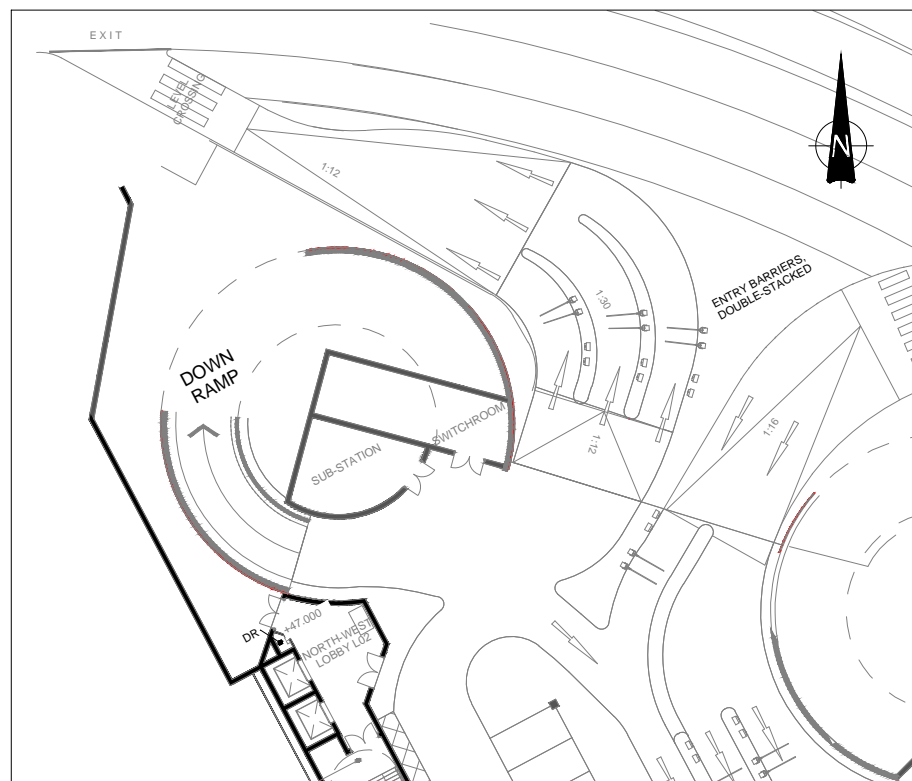 EXIT
LEVEL
CROSSING
N
1:12
1:30
ENTRY BARRIERS,
DOUBLE-STACKED
DOWN
RAMP
SWITCHROOM
SUB-STATION
1:12
1:16
DR
+47.000
NORTH-WEST
LOBBY L02